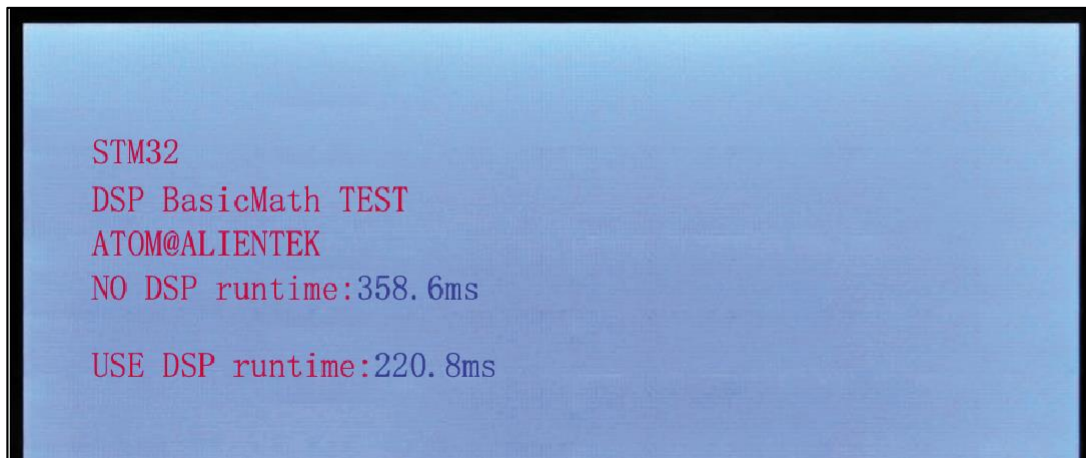 STM32
DSP BasicMath TEST
ATOM@ALIENTEK
NO DSP runtime:358.6ms
USE DSP runtime:220.8ms